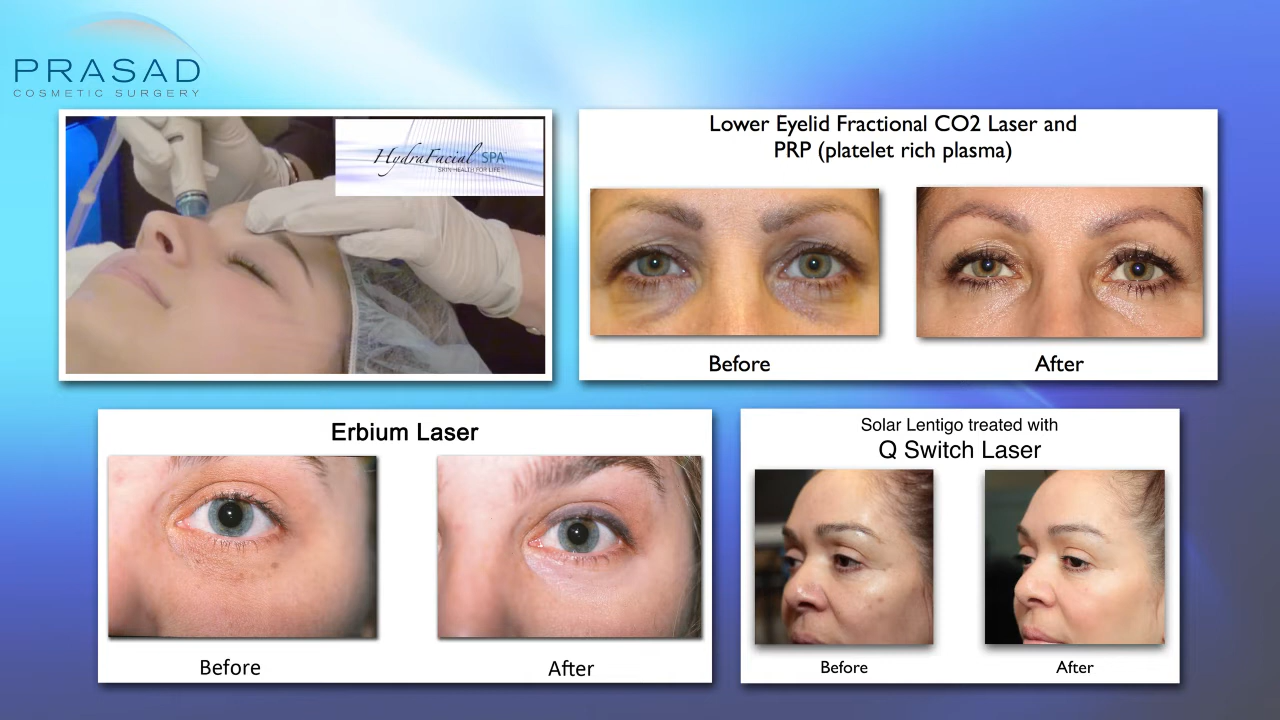 PRASAD
COSMETIC SURGERY
HydraFacial SPA
SKIN HEALTH FOR LIFE
Lower Eyelid Fractional CO2 Laser and
PRP (platelet rich plasma)
Before
After
Erbium Laser
Before
After
Solar Lentigo treated with
Q Switch Laser
Before
After